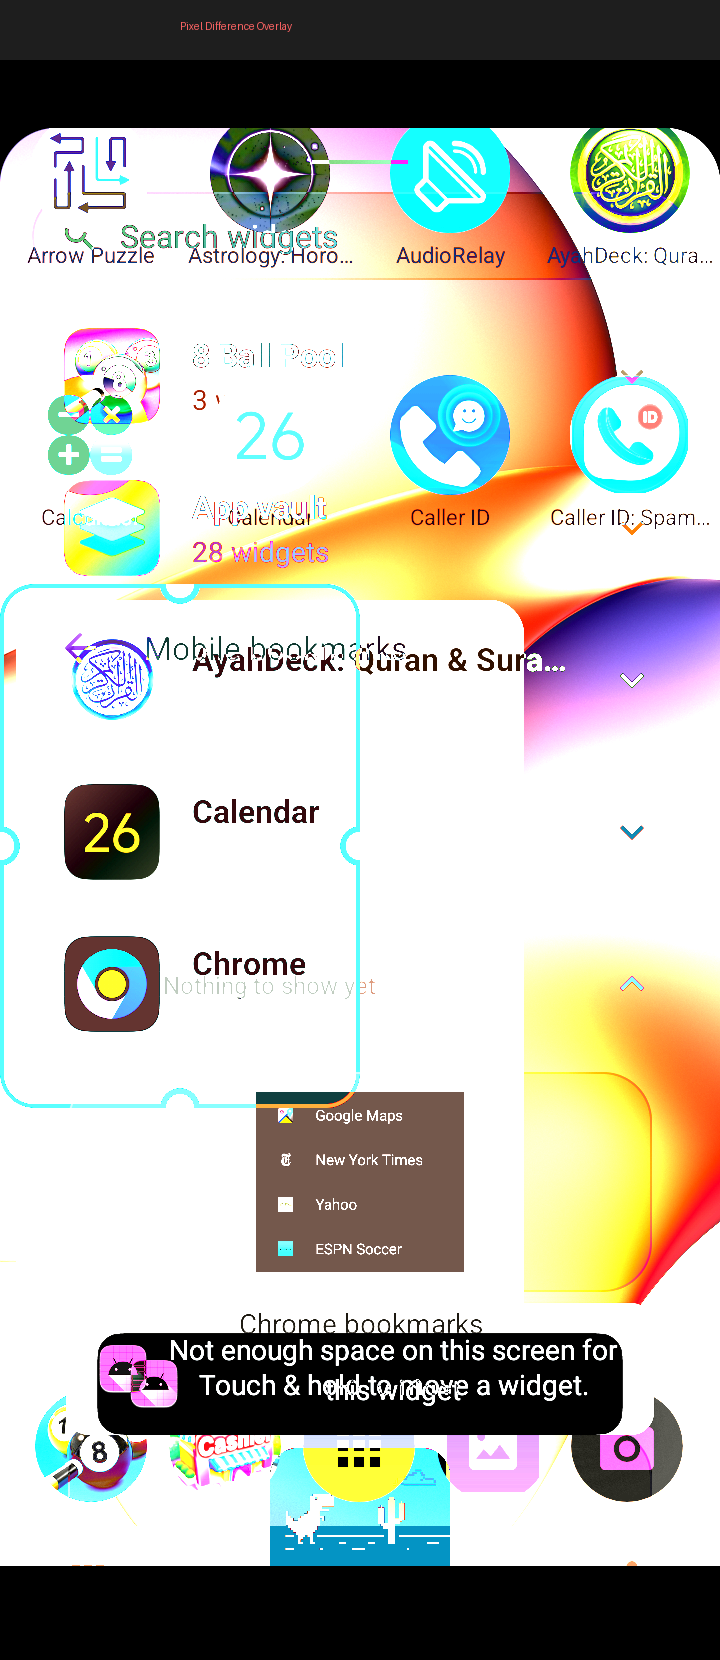 Pixel Difference Overlay
Search widgets
Arrow Puzzle
Astrology: Horo...
AudioRelay
AyahDeck: Qura...
8 Ball Pool
3
26
App vault
Calendar
Caller ID
Caller ID: Spam...
28 widgets
Mobile bookmarks
AyahDeck: Quran & Sura...
26
Calendar
Chrome
Nothing to show yet
Google Maps
New York Times
Yahoo
ESPN Soccer
Chrome bookmarks
Not enough space on this screen for
this widget
Touch & hold to move a widget.
8